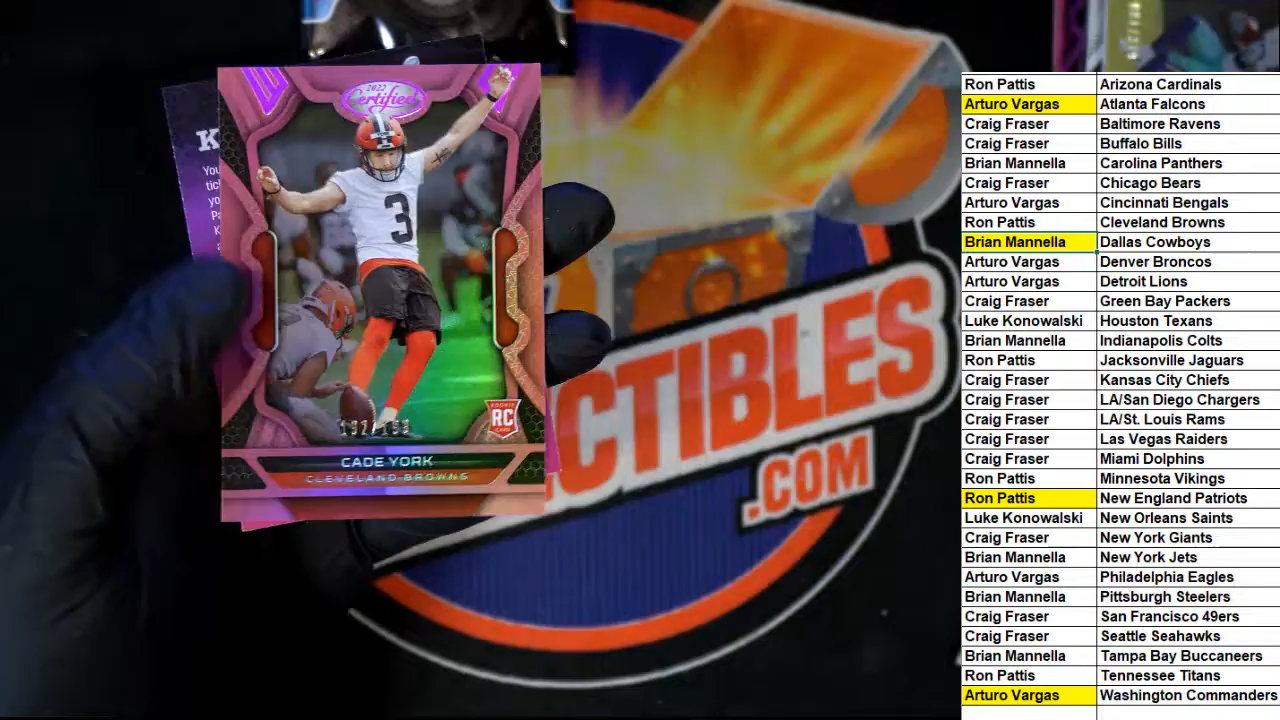 2022
Certified
K
You
tic
yo
Pa
K
3
ROOKIE
RC
CARD
CADE YORK
CLEVELAND BROWNS
ECTIBLES
.COM
Ron Pattis Arizona Cardinals
Arturo Vargas Atlanta Falcons
Craig Fraser Baltimore Ravens
Craig Fraser Buffalo Bills
Brian Mannella Carolina Panthers
Craig Fraser Chicago Bears
Arturo Vargas Cincinnati Bengals
Ron Pattis Cleveland Browns
Brian Mannella Dallas Cowboys
Arturo Vargas Denver Broncos
Arturo Vargas Detroit Lions
Craig Fraser Green Bay Packers
Luke Konowalski Houston Texans
Brian Mannella Indianapolis Colts
Ron Pattis Jacksonville Jaguars
Craig Fraser Kansas City Chiefs
Craig Fraser LA/San Diego Chargers
Craig Fraser LA/St. Louis Rams
Craig Fraser Las Vegas Raiders
Craig Fraser Miami Dolphins
Ron Pattis Minnesota Vikings
Ron Pattis New England Patriots
Luke Konowalski New Orleans Saints
Craig Fraser New York Giants
Brian Mannella New York Jets
Arturo Vargas Philadelphia Eagles
Brian Mannella Pittsburgh Steelers
Craig Fraser San Francisco 49ers
Craig Fraser Seattle Seahawks
Brian Mannella Tampa Bay Buccaneers
Ron Pattis Tennessee Titans
Arturo Vargas Washington Commanders